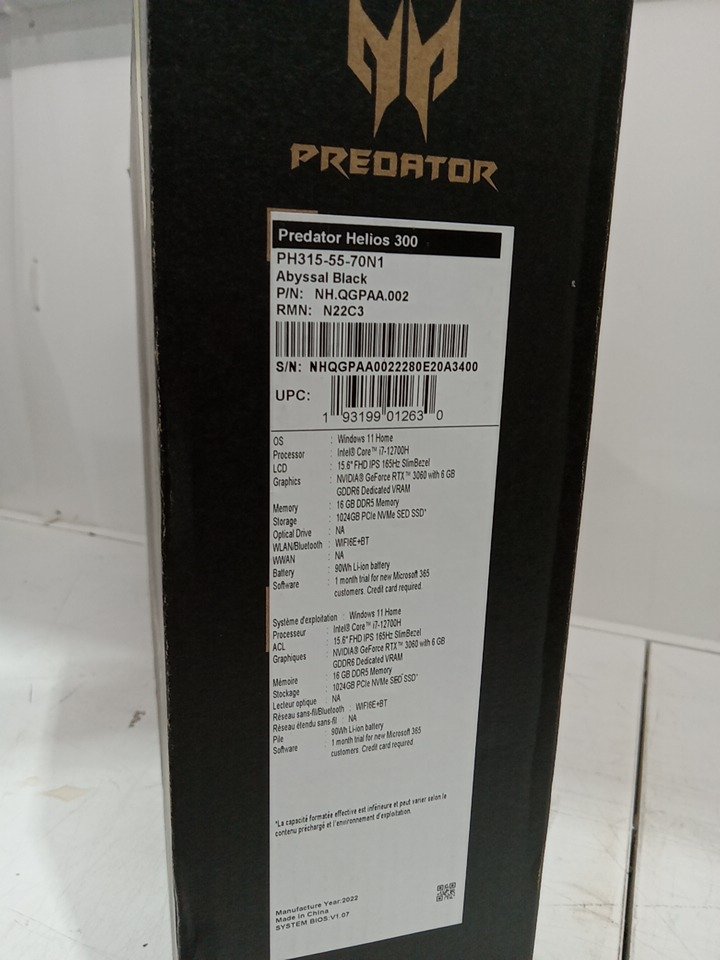 PREDATOR
Predator Helios 300
PH315-55-70N1
Abyssal Black
P/N: NH.QGPAA.002
RMN: N22C3
S/N: NHQGPAA0022280E20A3400
UPC:
1 93199 01263 0
OS : Windows 11 Home
Processor : Intel® Core™ i7-12700H
LCD : 15.6" FHD IPS 165Hz SlimBezel
Graphics : NVIDIA® GeForce RTX™ 3060 with 6 GB
GDDR6 Dedicated VRAM
Memory : 16 GB DDR5 Memory
Storage : 1024GB PCIe NVMe SED SSD*
Optical Drive : NA
WLAN/Bluetooth : WIFI6E+BT
WWAN : NA
Battery : 90Wh Li-ion battery
Software : 1 month trial for new Microsoft 365
customers. Credit card required.
Système d'exploitation : Windows 11 Home
Processeur : Intel® Core™ i7-12700H
ACL : 15.6" FHD IPS 165Hz SlimBezel
Graphiques : NVIDIA® GeForce RTX™ 3060 with 6 GB
GDDR6 Dedicated VRAM
Mémoire : 16 GB DDR5 Memory
Stockage : 1024GB PCIe NVMe SED SSD*
Lecteur optique : NA
Réseau sans-fil/Bluetooth : WIFI6E+BT
Réseau étendu sans-fil : NA
Pile : 90Wh Li-ion battery
Software : 1 month trial for new Microsoft 365
customers. Credit card required
*La capacité formatée effective est inférieure et peut varier selon le
contenu préchargé et l'environnement d'exploitation.
Manufacture Year:2022
Made in China
SYSTEM BIOS:V1.07